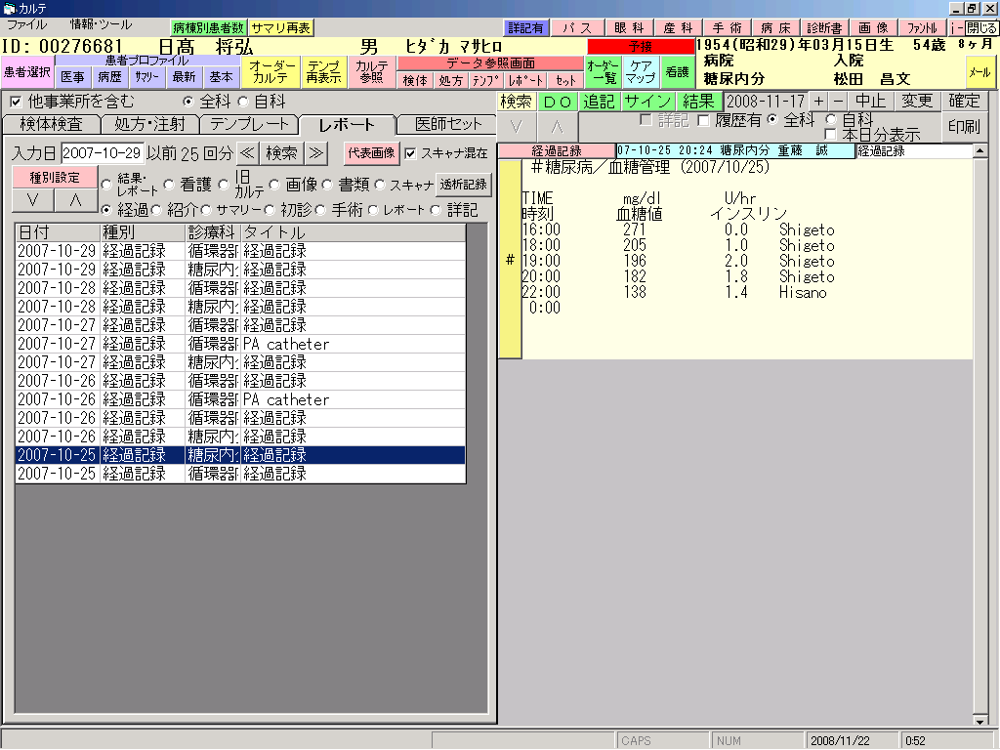 カルテ
ファイル 情報・ツール 病棟別患者数 サマリ再表 詳記有 パス 眼科 産科 手術 病床 診断書 画像 ﾌｧﾝﾄﾙ 閉じる
ID: 00276681 日高 将弘 男 ﾋﾀﾞｶ ﾏｻﾋﾛ 予接 1954(昭和29)年03月15日生 54歳 8ヶ月
患者選択 患者プロファイル オーダーカルテ テンプ再表示 カルテ参照 データ参照画面 オーダー一覧 ケアマップ 看護 病院 入院 メール
医事 病歴 ｻﾏﾘｰ 最新 基本 検体 処方 ﾃﾝﾌﾟ ﾚﾎﾟｰﾄ ｾｯﾄ 糖尿内分 松田 昌文
他事業所を含む 全科 自科 検索 DO 追記 サイン 結果 2008-11-17 + − 中止 変更 確定
検体検査 処方・注射 テンプレート レポート 医師セット ∨ ∧ 詳記 履歴有 全科 自科 本日分表示 印刷
入力日 2007-10-29 以前 25 回分 ≪ 検索 ≫ 代表画像 スキャナ混在
経過記録 07-10-25 20:24 糖尿内分 重藤 誠 経過記録
種別設定 ∨ ∧ 結果・レポート 看護 旧カルテ 画像 書類 スキャナ 透析記録
経過 紹介 サマリー 初診 手術 レポート 詳記
日付 種別 診療科 タイトル
2007-10-29 経過記録 循環器 経過記録
2007-10-29 経過記録 糖尿内 経過記録
2007-10-28 経過記録 循環器 経過記録
2007-10-28 経過記録 糖尿内 経過記録
2007-10-27 経過記録 循環器 経過記録
2007-10-27 経過記録 循環器 PA catheter
2007-10-27 経過記録 糖尿内 経過記録
2007-10-26 経過記録 循環器 経過記録
2007-10-26 経過記録 循環器 PA catheter
2007-10-26 経過記録 循環器 経過記録
2007-10-26 経過記録 糖尿内 経過記録
2007-10-25 経過記録 糖尿内 経過記録
2007-10-25 経過記録 循環器 経過記録
#
＃糖尿病／血糖管理 (2007/10/25)
TIME mg/dl U/hr
時刻 血糖値 インスリン
16:00 271 0.0 Shigeto
18:00 205 1.0 Shigeto
19:00 196 2.0 Shigeto
20:00 182 1.8 Shigeto
22:00 138 1.4 Hisano
0:00
CAPS NUM 2008/11/22 0:52